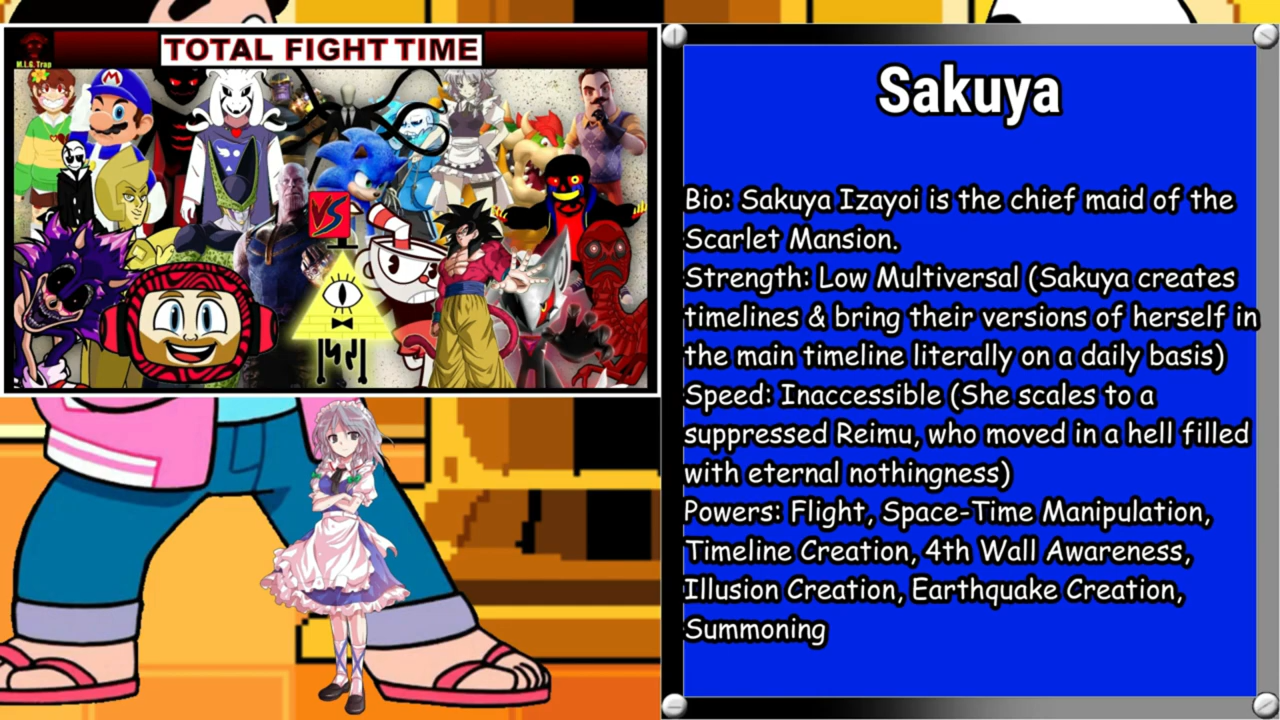 TOTAL FIGHT TIME
M.I.G. Trap
M
VS
Sakuya
Bio: Sakuya Izayoi is the chief maid of the
Scarlet Mansion.
Strength: Low Multiversal (Sakuya creates
timelines & bring their versions of herself in
the main timeline literally on a daily basis)
Speed: Inaccessible (She scales to a
suppressed Reimu, who moved in a hell filled
with eternal nothingness)
Powers: Flight, Space-Time Manipulation,
Timeline Creation, 4th Wall Awareness,
Illusion Creation, Earthquake Creation,
Summoning